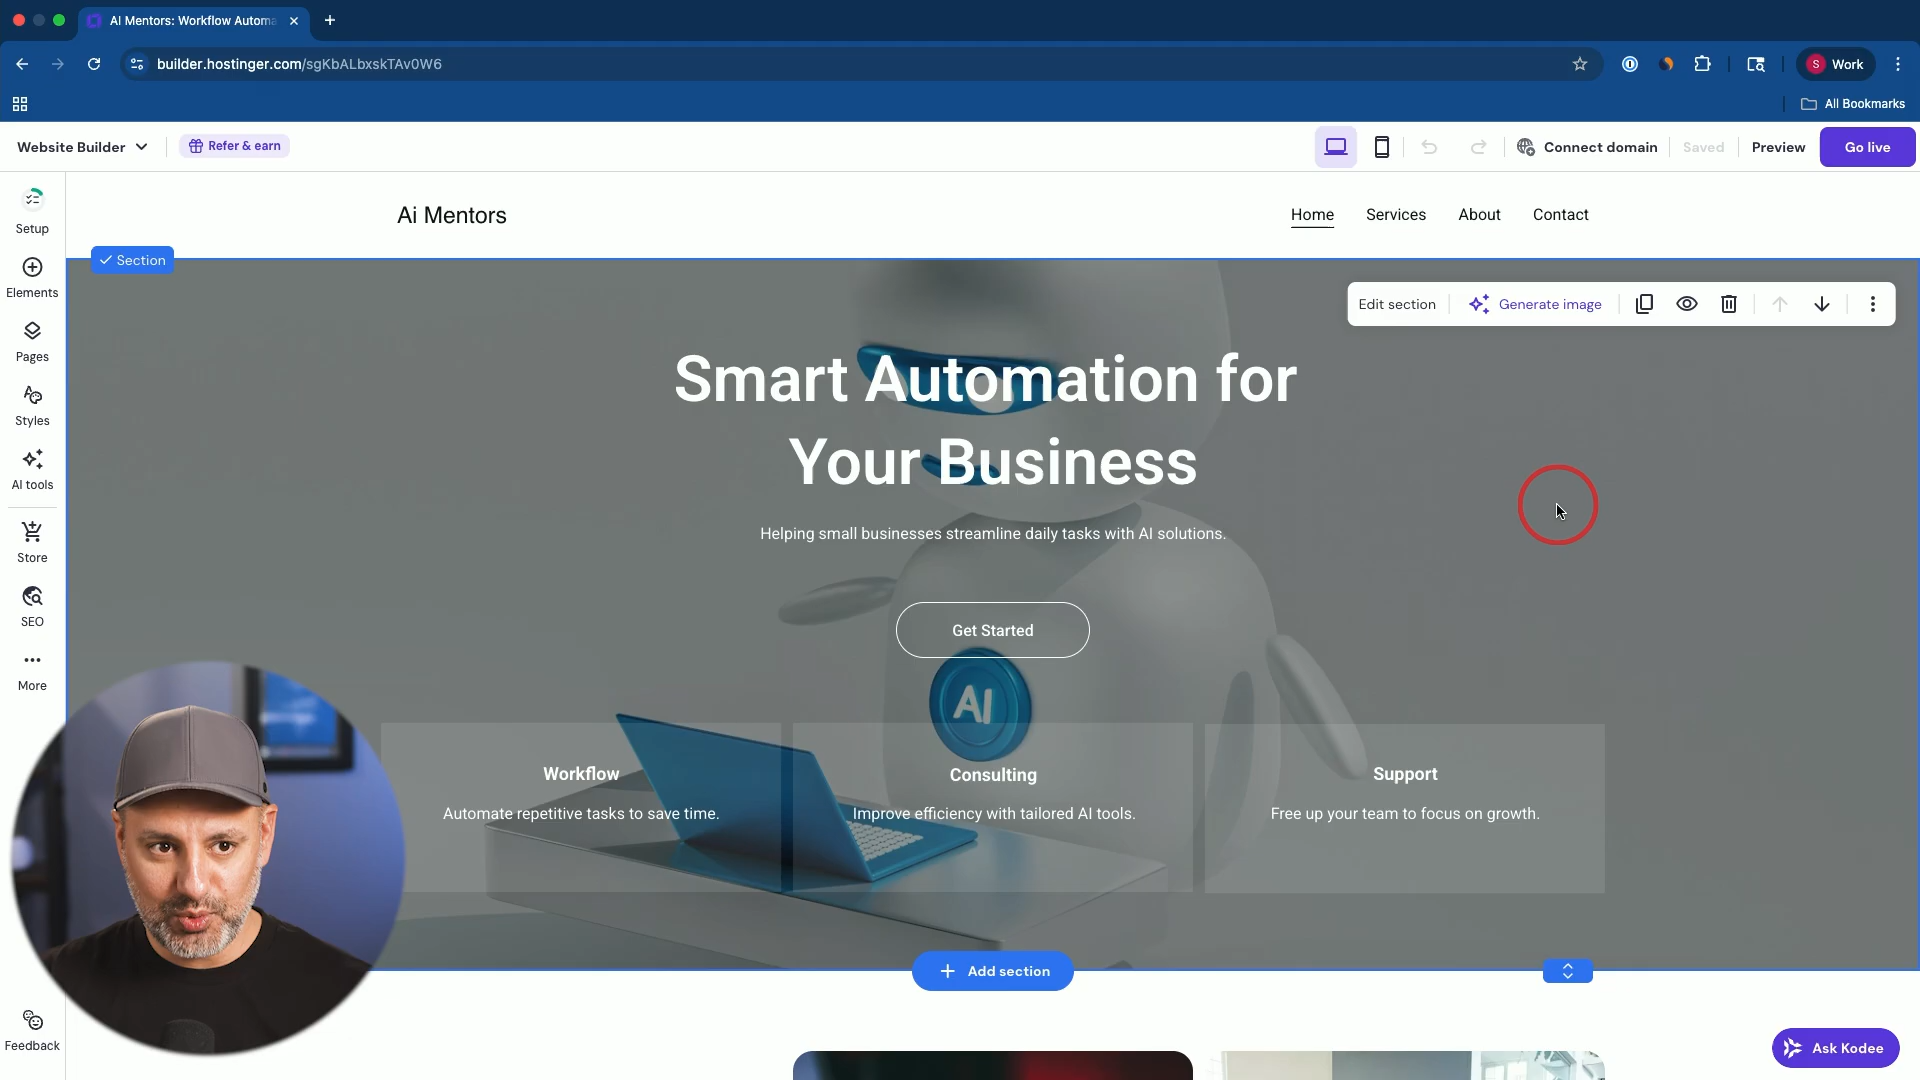 AI Mentors: Workflow Automa
builder.hostinger.com/sgKbALbxskTAv0W6
S Work
All Bookmarks
Website Builder
Refer & earn
Connect domain
Saved
Preview
Go live
Setup
Elements
Pages
Styles
AI tools
Store
SEO
More
Feedback
Ai Mentors
Home
Services
About
Contact
Section
Edit section
Generate image
Smart Automation for
Your Business
Helping small businesses streamline daily tasks with AI solutions.
Get Started
AI
Workflow
Automate repetitive tasks to save time.
Consulting
Improve efficiency with tailored AI tools.
Support
Free up your team to focus on growth.
Add section
Ask Kodee